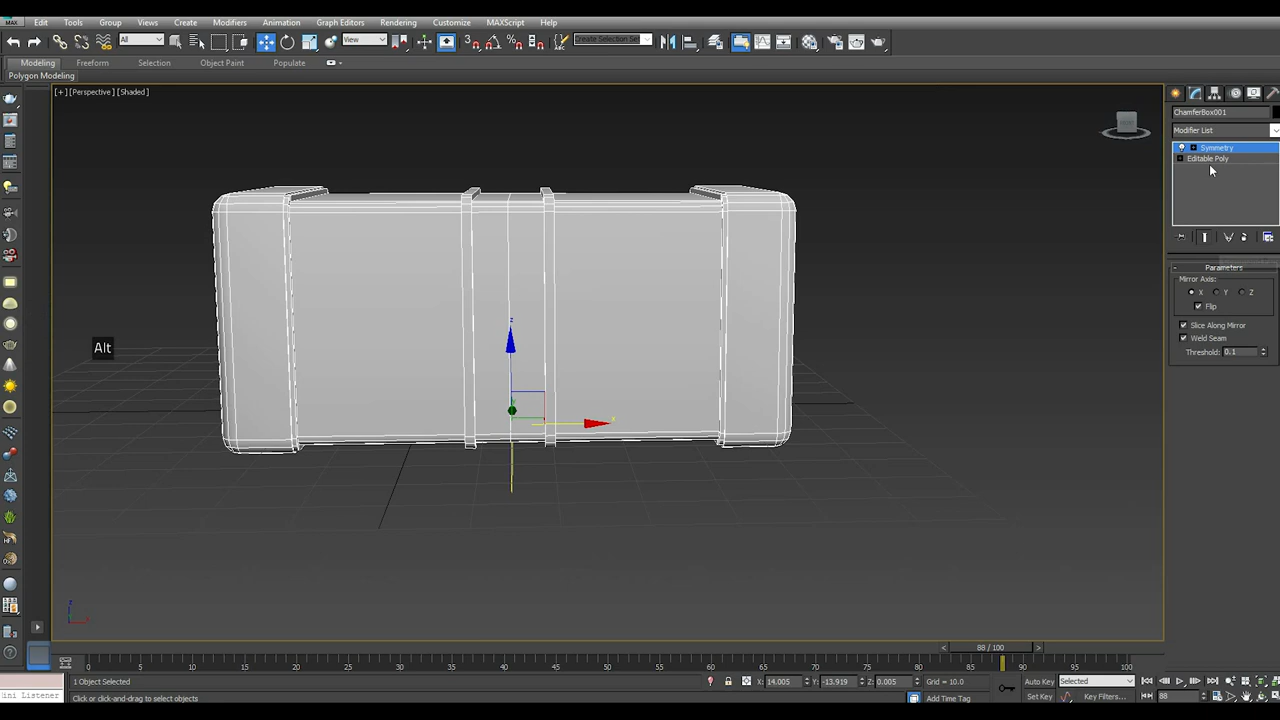 MAX Edit Tools Group Views Create Modifiers Animation Graph Editors Rendering Customize MAXScript Help
All View Create Selection Se
Modeling Freeform Selection Object Paint Populate
Polygon Modeling
[+] [Perspective] [Shaded]
ChamferBox001
Modifier List
Symmetry
Editable Poly
Parameters
Mirror Axis:
X Y Z
Flip
Slice Along Mirror
Weld Seam
Threshold: 0.1
Alt
88 / 100
0 5 10 15 20 25 30 35 40 45 50 55 60 65 70 75 80 85 90 95 100
1 Object Selected X: 14.005 Y: -13.919 Z: 0.005 Grid = 10.0 Auto Key Selected
ini Listener Click or click-and-drag to select objects Add Time Tag Set Key Key Filters... 88